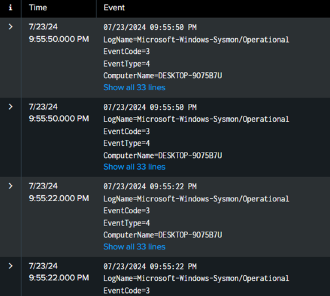 i Time Event
> 7/23/24 07/23/2024 09:55:50 PM
9:55:50.000 PM LogName=Microsoft-Windows-Sysmon/Operational
EventCode=3
EventType=4
ComputerName=DESKTOP-9075B7U
Show all 33 lines
> 7/23/24 07/23/2024 09:55:50 PM
9:55:50.000 PM LogName=Microsoft-Windows-Sysmon/Operational
EventCode=3
EventType=4
ComputerName=DESKTOP-9075B7U
Show all 33 lines
> 7/23/24 07/23/2024 09:55:22 PM
9:55:22.000 PM LogName=Microsoft-Windows-Sysmon/Operational
EventCode=3
EventType=4
ComputerName=DESKTOP-9075B7U
Show all 33 lines
> 7/23/24 07/23/2024 09:55:22 PM
9:55:22.000 PM LogName=Microsoft-Windows-Sysmon/Operational
EventCode=3